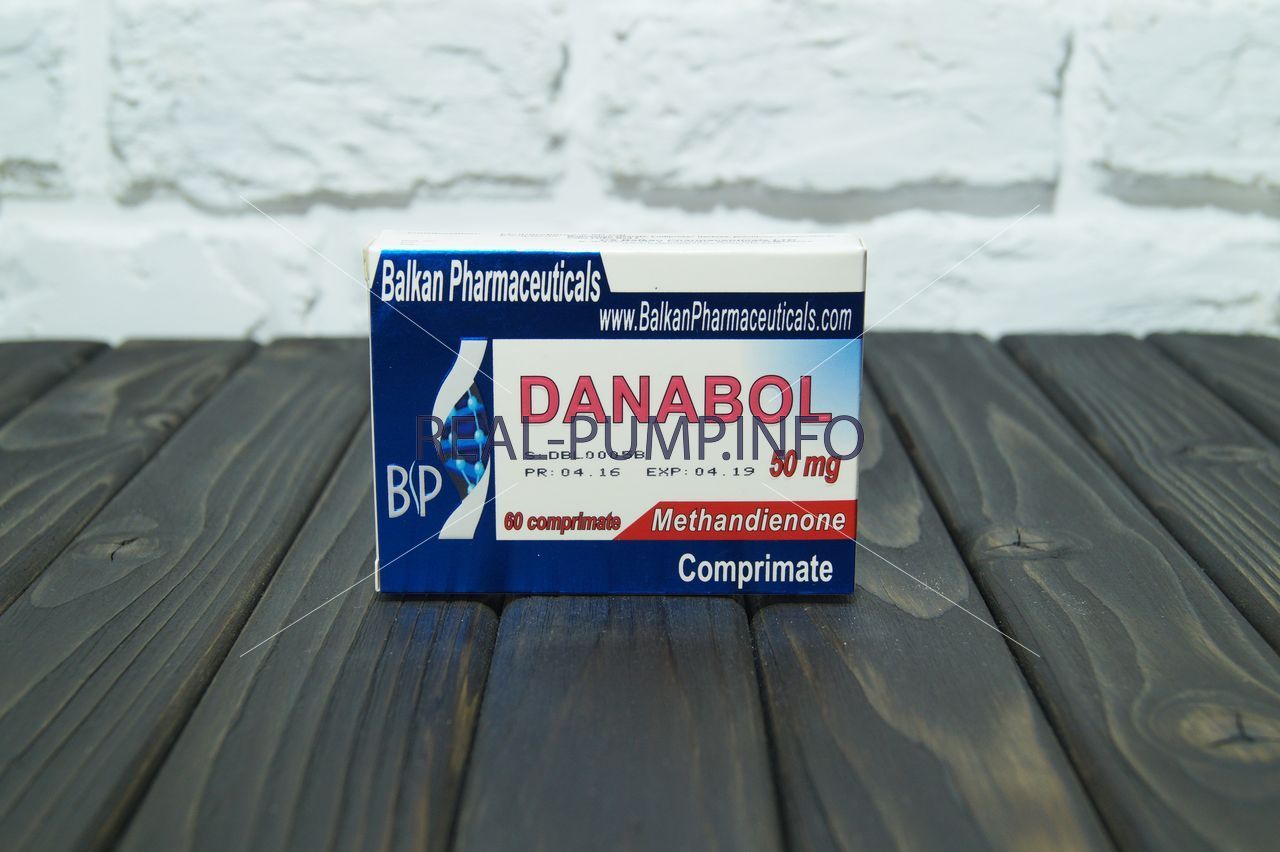 Balkan Pharmaceuticals
www.BalkanPharmaceuticals.com
DANABOL
REAL-PUMP.INFO
PR:04.16 EXP:04.19
50 mg
BP
60 comprimate
Methandienone
Comprimate